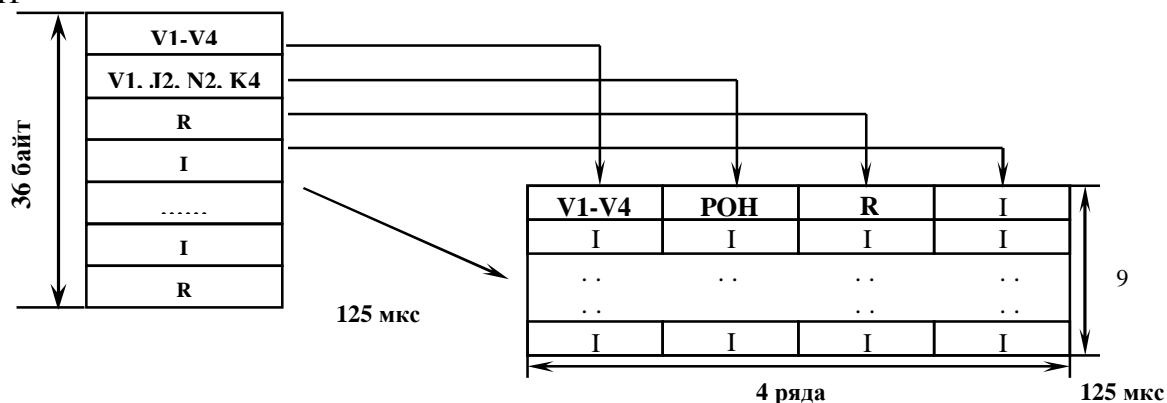 V1-V4
V1, J2, N2, K4
R
I
......
I
R
36 байт
125 мкс
V1-V4 POH R I
I I I I
. . . . . . . .
. . . . . .
I I I I
9
4 ряда
125 мкс